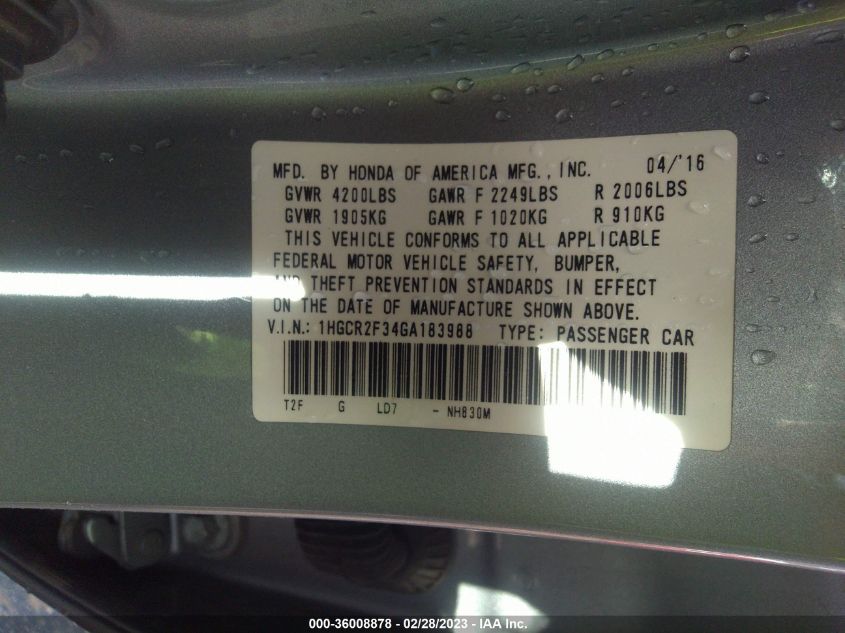 MFD. BY HONDA OF AMERICA MFG., INC. 04/'16
GVWR 4200LBS GAWR F 2249LBS R 2006LBS
GVWR 1905KG GAWR F 1020KG R 910KG
THIS VEHICLE CONFORMS TO ALL APPLICABLE
FEDERAL MOTOR VEHICLE SAFETY, BUMPER,
AND THEFT PREVENTION STANDARDS IN EFFECT
ON THE DATE OF MANUFACTURE SHOWN ABOVE.
V.I.N.: 1HGCR2F34GA183988 TYPE: PASSENGER CAR
T2F G LD7 - NH830M
000-36008878 / 02/28/2023 - IAA Inc.